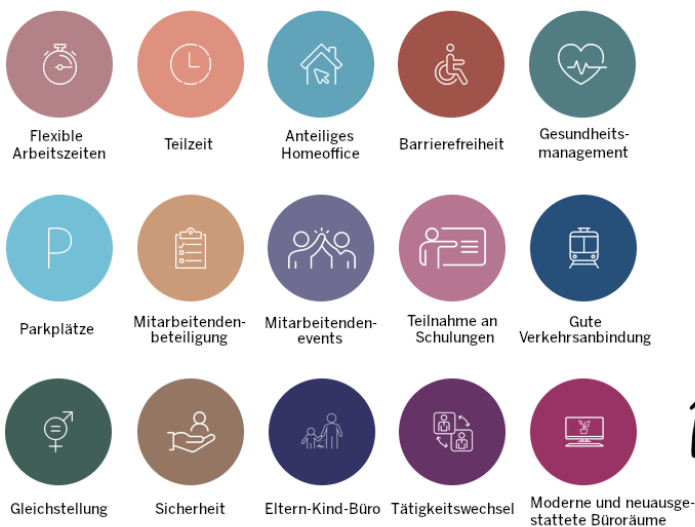 Flexible
Arbeitszeiten
Teilzeit
Anteiliges
Homeoffice
Barrierefreiheit
Gesundheits-
management
P
Parkplätze
Mitarbeitenden-
beteiligung
Mitarbeitenden-
events
Teilnahme an
Schulungen
Gute
Verkehrsanbindung
Gleichstellung
Sicherheit
Eltern-Kind-Büro
Tätigkeitswechsel
Moderne und neuausge-
stattete Büroräume